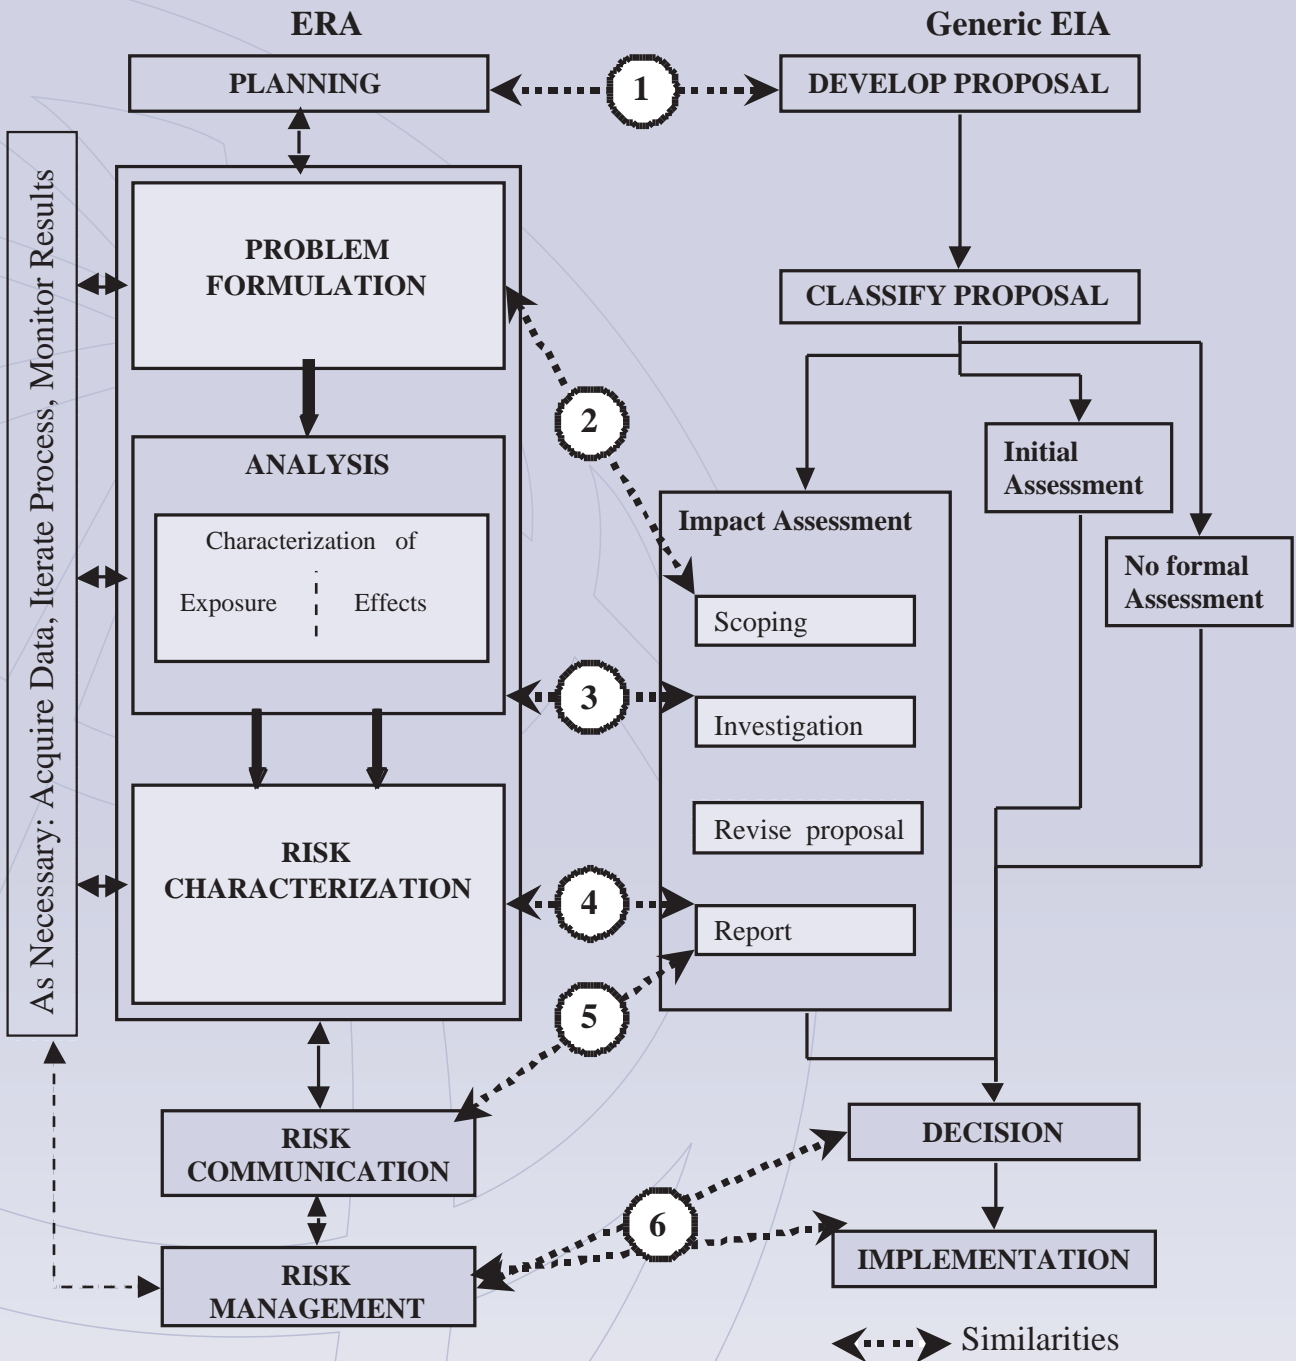 ERA
Generic EIA
PLANNING
1
DEVELOP PROPOSAL
As Necessary: Acquire Data, Iterate Process, Monitor Results
PROBLEM
FORMULATION
CLASSIFY PROPOSAL
2
ANALYSIS
Characterization of
Exposure
Effects
Initial
Assessment
Impact Assessment
No formal
Assessment
Scoping
3
Investigation
Revise proposal
RISK
CHARACTERIZATION
4
Report
5
RISK
COMMUNICATION
DECISION
6
RISK
MANAGEMENT
IMPLEMENTATION
Similarities